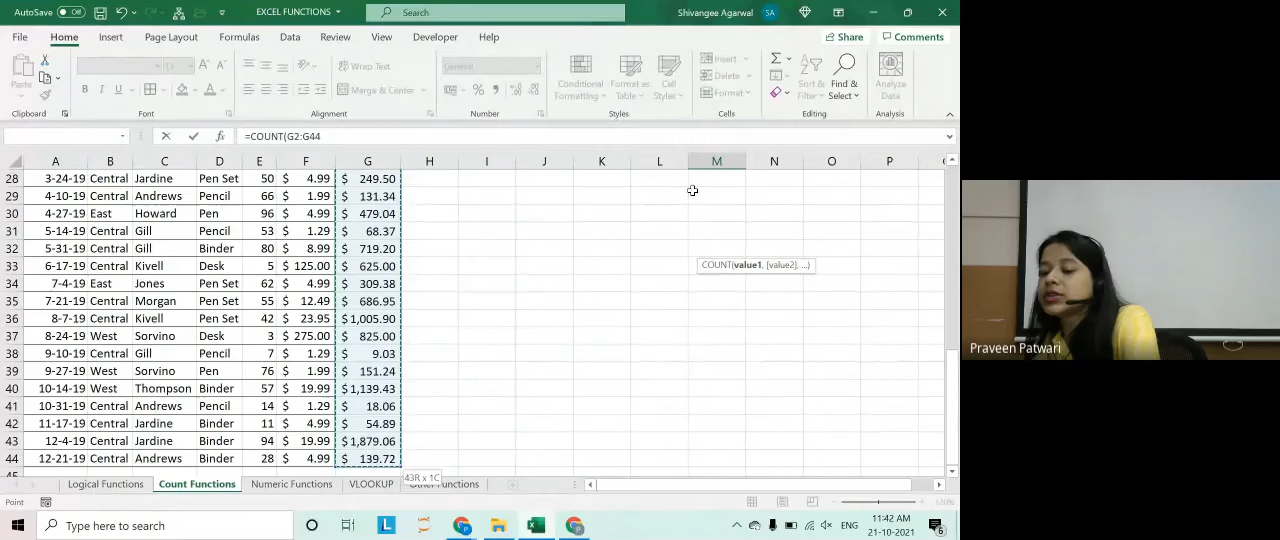 AutoSave Off EXCEL FUNCTIONS Search Shivangee Agarwal SA
File Home Insert Page Layout Formulas Data Review View Developer Help Share Comments
Paste B I U Wrap Text Merge & Center General $ % Conditional Formatting Format as Table Cell Styles Insert Delete Format Sort & Filter Find & Select Analyze Data
Clipboard Font Alignment Number Styles Cells Editing Analysis
=COUNT(G2:G44
A B C D E F G H I J K L M N O P
28 3-24-19 Central Jardine Pen Set 50 $ 4.99 $ 249.50
29 4-10-19 Central Andrews Pencil 66 $ 1.99 $ 131.34
30 4-27-19 East Howard Pen 96 $ 4.99 $ 479.04
31 5-14-19 Central Gill Pencil 53 $ 1.29 $ 68.37
32 5-31-19 Central Gill Binder 80 $ 8.99 $ 719.20
33 6-17-19 Central Kivell Desk 5 $ 125.00 $ 625.00
COUNT(value1, [value2], ...)
34 7-4-19 East Jones Pen Set 62 $ 4.99 $ 309.38
35 7-21-19 Central Morgan Pen Set 55 $ 12.49 $ 686.95
36 8-7-19 Central Kivell Pen Set 42 $ 23.95 $ 1,005.90
37 8-24-19 West Sorvino Desk 3 $ 275.00 $ 825.00
38 9-10-19 Central Gill Pencil 7 $ 1.29 $ 9.03
39 9-27-19 West Sorvino Pen 76 $ 1.99 $ 151.24
40 10-14-19 West Thompson Binder 57 $ 19.99 $ 1,139.43
41 10-31-19 Central Andrews Pencil 14 $ 1.29 $ 18.06
42 11-17-19 Central Jardine Binder 11 $ 4.99 $ 54.89
43 12-4-19 Central Jardine Binder 94 $ 19.99 $ 1,879.06
44 12-21-19 Central Andrews Binder 28 $ 4.99 $ 139.72
43R x 1C
Logical Functions Count Functions Numeric Functions VLOOKUP Other Functions
Point
Type here to search
ENG
11:42 AM
21-10-2021
6
Praveen Patwari